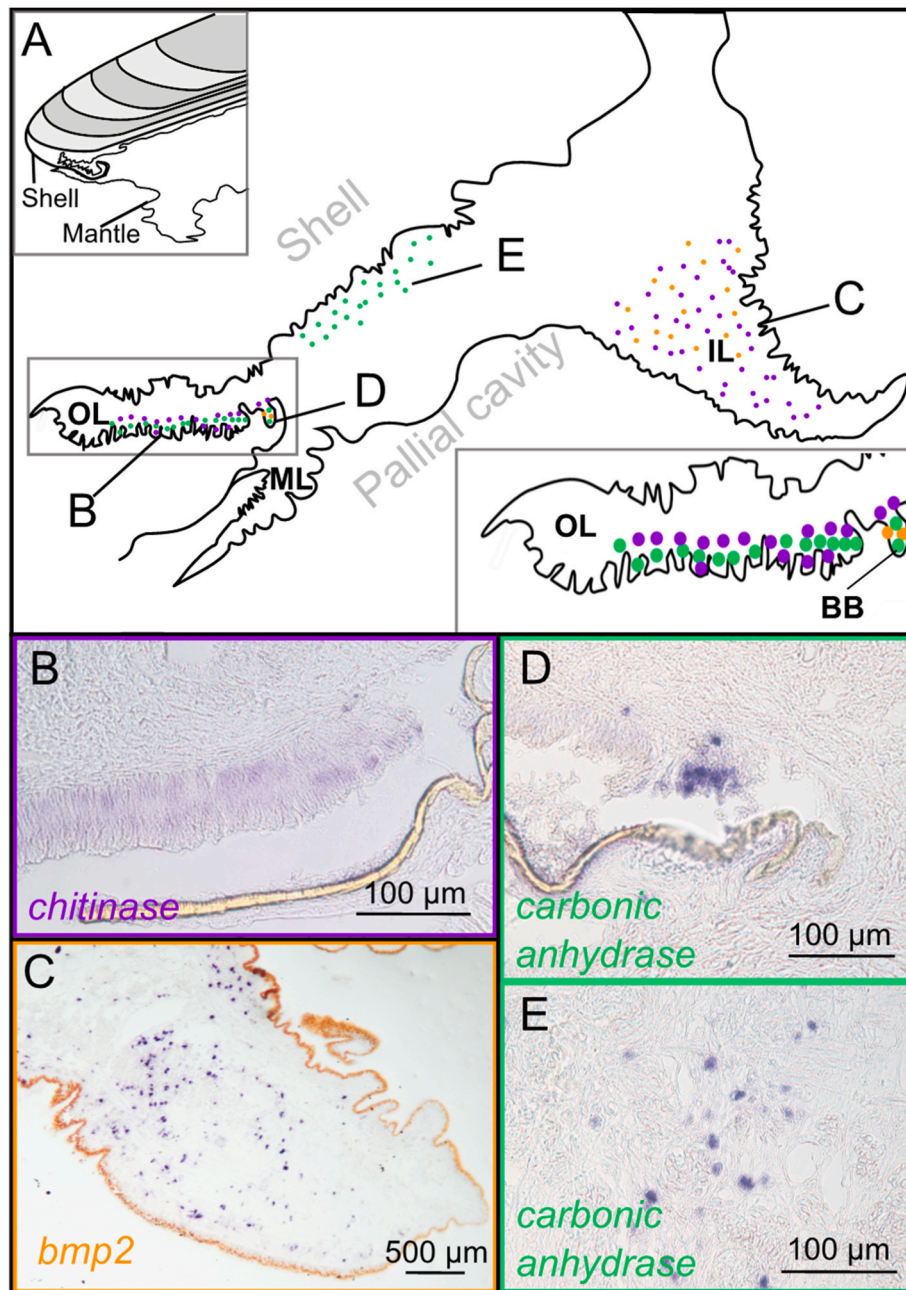 A
Shell
Mantle
Shell
E
C
IL
D
OL
B
ML
Pallial cavity
OL
BB
B
chitinase
100 µm
D
carbonic
anhydrase
100 µm
C
bmp2
500 µm
E
carbonic
anhydrase
100 µm